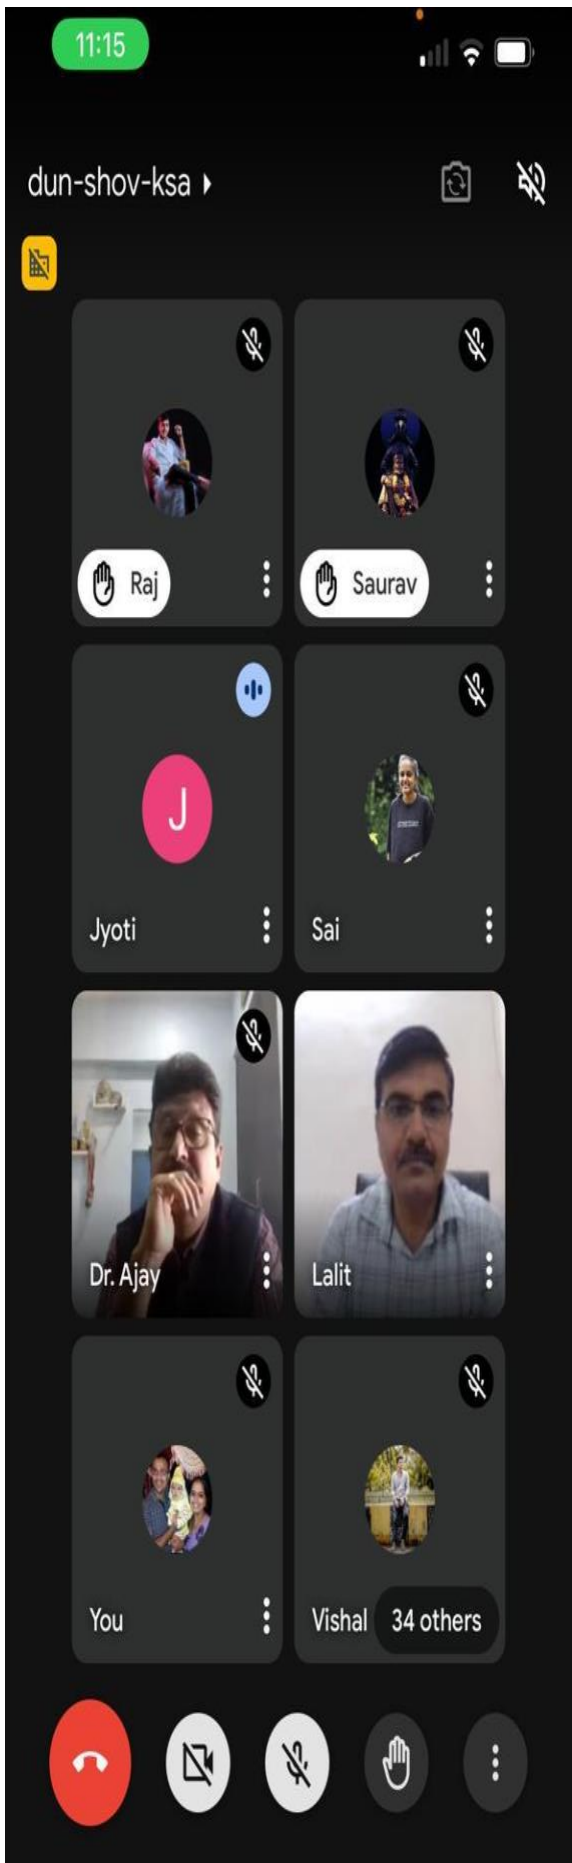 11:15
dun-shov-ksa
Raj
Saurav
J
Jyoti
Sai
Dr. Ajay
Lalit
You
Vishal
34 others